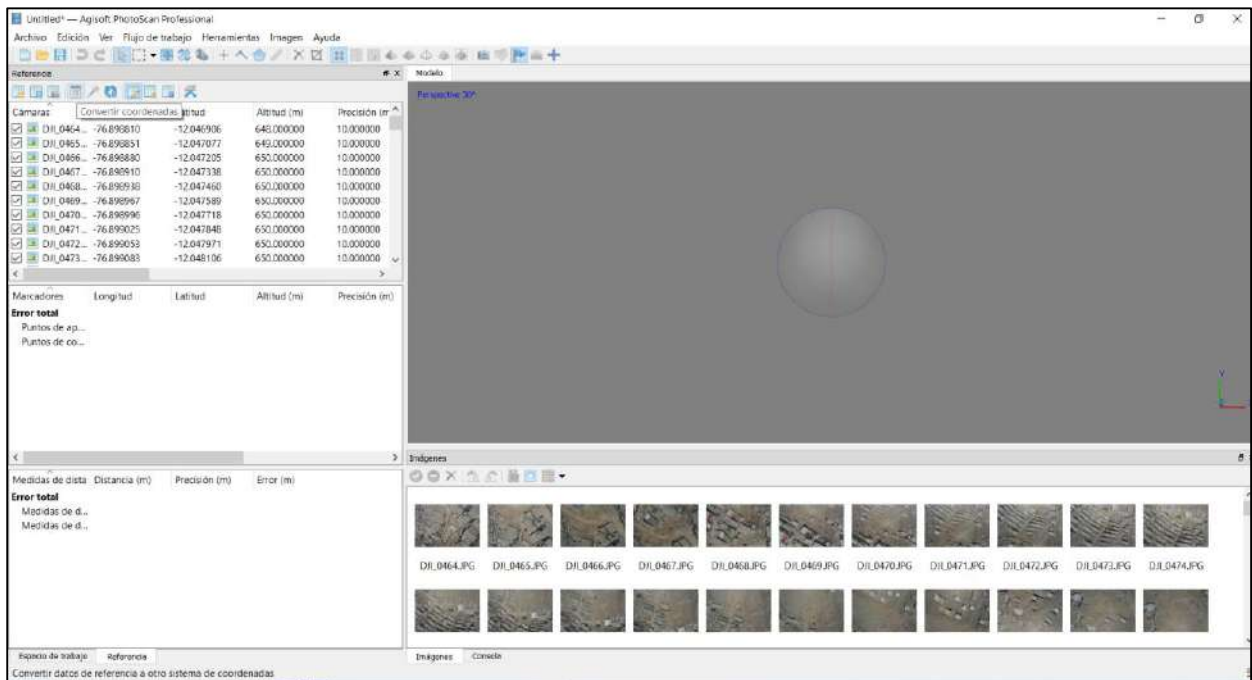 Untitled* — Agisoft PhotoScan Professional
Archivo Edición Ver Flujo de trabajo Herramientas Imagen Ayuda
Referencia
Modelo
Perspective 30°
Convertir coordenadas
Cámaras Altitud (m) Precisión (m
DJI_0464... -76.898810 -12.046906 648.000000 10.000000
DJI_0465... -76.898851 -12.047077 649.000000 10.000000
DJI_0466... -76.898880 -12.047205 650.000000 10.000000
DJI_0467... -76.898910 -12.047338 650.000000 10.000000
DJI_0468... -76.898938 -12.047460 650.000000 10.000000
DJI_0469... -76.898967 -12.047589 650.000000 10.000000
DJI_0470... -76.898996 -12.047718 650.000000 10.000000
DJI_0471... -76.899025 -12.047848 650.000000 10.000000
DJI_0472... -76.899053 -12.047971 650.000000 10.000000
DJI_0473... -76.899083 -12.048106 650.000000 10.000000
Marcadores Longitud Latitud Altitud (m) Precisión (m)
Error total
Puntos de ap...
Puntos de co...
Y
Medidas de dista Distancia (m) Precisión (m) Error (m)
Error total
Medidas de d...
Medidas de d...
Imágenes
DJI_0464.JPG DJI_0465.JPG DJI_0466.JPG DJI_0467.JPG DJI_0468.JPG DJI_0469.JPG DJI_0470.JPG DJI_0471.JPG DJI_0472.JPG DJI_0473.JPG DJI_0474.JPG
Espacio de trabajo Referencia
Imágenes Consola
Convertir datos de referencia a otro sistema de coordenadas